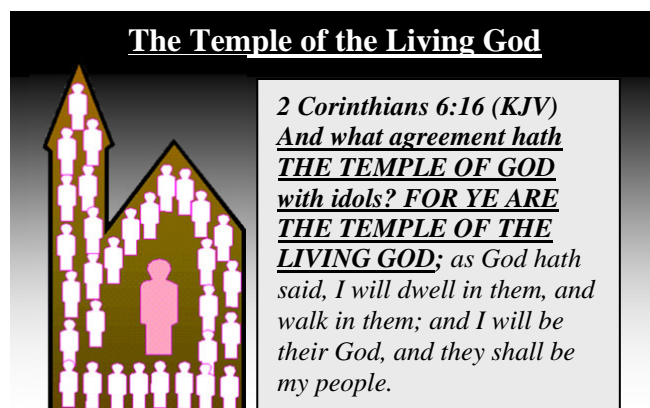 The Temple of the Living God
2 Corinthians 6:16 (KJV)
And what agreement hath
THE TEMPLE OF GOD
with idols? FOR YE ARE
THE TEMPLE OF THE
LIVING GOD; as God hath
said, I will dwell in them, and
walk in them; and I will be
their God, and they shall be
my people.